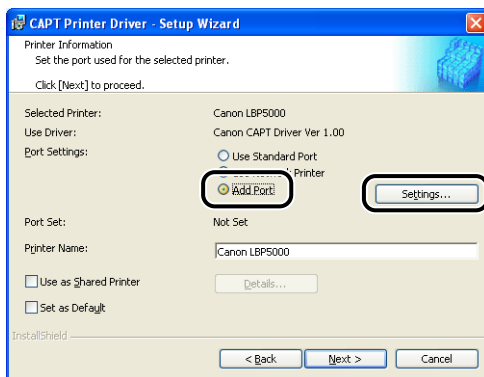 CAPT Printer Driver - Setup Wizard
Printer Information
Set the port used for the selected printer.
Click [Next] to proceed.
Selected Printer: Canon LBP5000
Use Driver: Canon CAPT Driver Ver 1.00
Port Settings: Use Standard Port
Printer
Add Port Settings...
Port Set: Not Set
Printer Name: Canon LBP5000
Use as Shared Printer Details...
Set as Default
InstallShield
< Back Next > Cancel